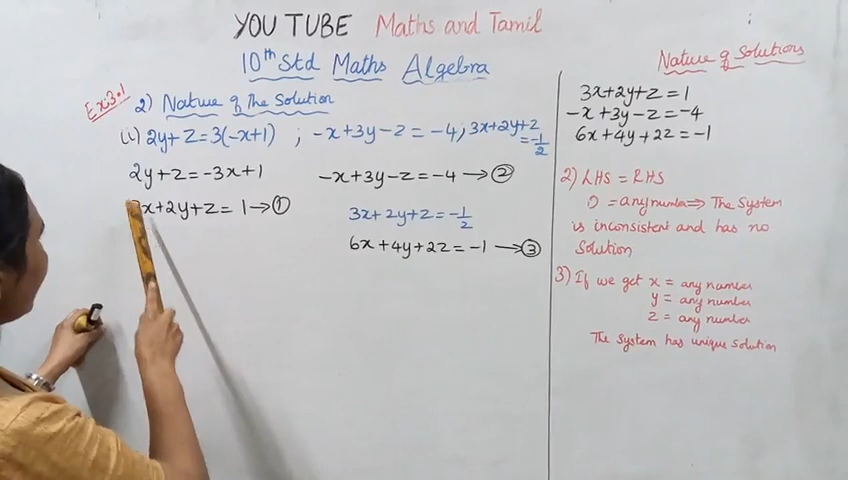 YOU TUBE Maths and Tamil
10th Std Maths Algebra
Ex:3.1
2) Nature of The Solution
(i) 2y+z=3(-x+1) ; -x+3y-z=-4, 3x+2y+z = -1/2
2y+z=-3x+1
3x+2y+z=1→①
-x+3y-z=-4→②
3x+2y+z=-1/2
6x+4y+2z=-1→③
Nature of Solutions
3x+2y+z=1
-x+3y-z=-4
6x+4y+2z=-1
2) LHS = RHS
0 = any number ⇒ The System
is inconsistent and has no
Solution
3) If we get x = any number
y = any number
z = any number
The System has unique solution